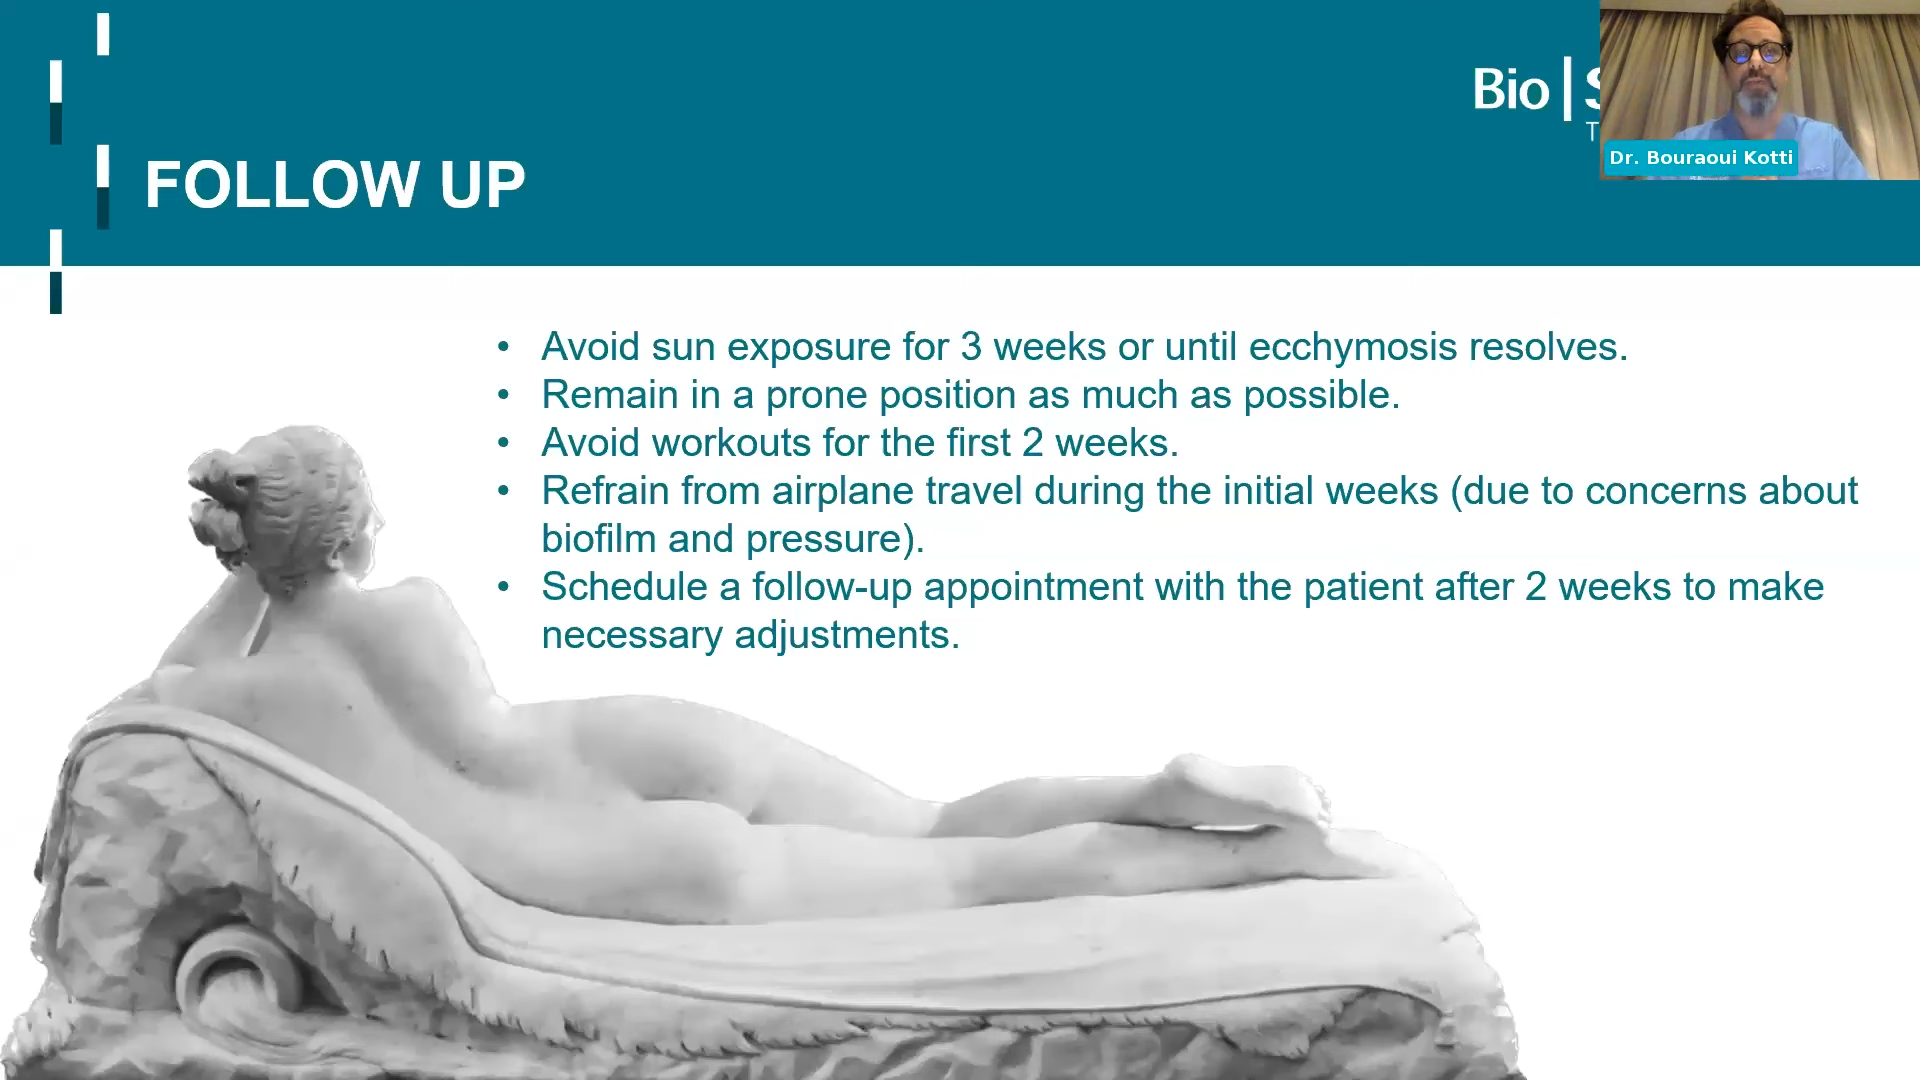 Bio
Dr. Bouraoui Kotti
FOLLOW UP
• Avoid sun exposure for 3 weeks or until ecchymosis resolves.
• Remain in a prone position as much as possible.
• Avoid workouts for the first 2 weeks.
• Refrain from airplane travel during the initial weeks (due to concerns about
biofilm and pressure).
• Schedule a follow-up appointment with the patient after 2 weeks to make
necessary adjustments.